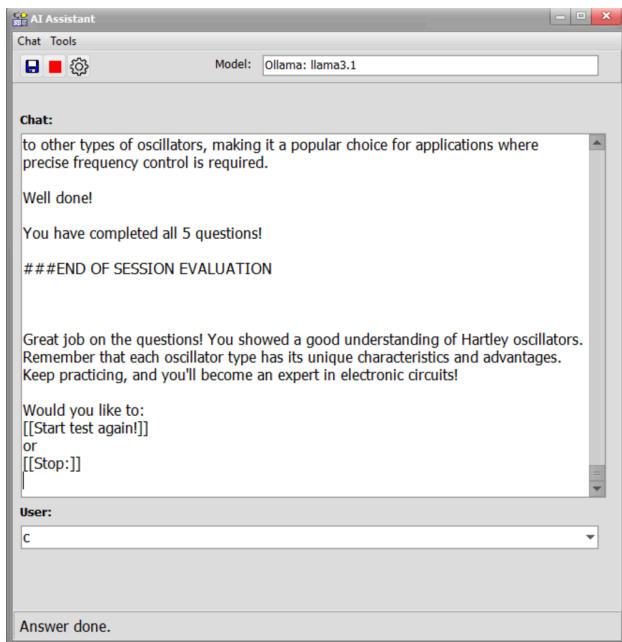 AI Assistant
Chat Tools
Model: Ollama: llama3.1
Chat:
to other types of oscillators, making it a popular choice for applications where
precise frequency control is required.
Well done!
You have completed all 5 questions!
###END OF SESSION EVALUATION
Great job on the questions! You showed a good understanding of Hartley oscillators.
Remember that each oscillator type has its unique characteristics and advantages.
Keep practicing, and you'll become an expert in electronic circuits!
Would you like to:
[[Start test again!]]
or
[[Stop:]]
User:
C
Answer done.